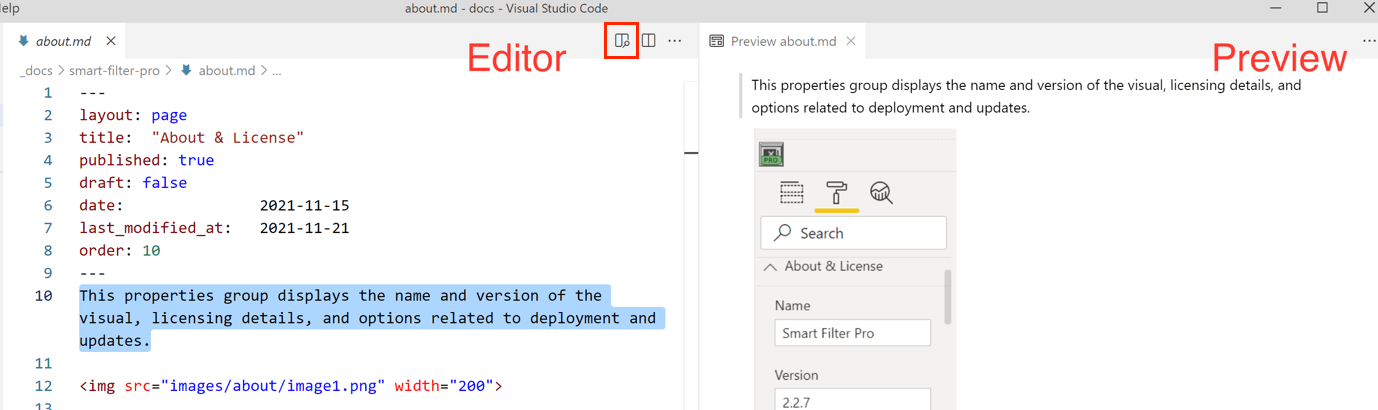 elp
about.md - docs - Visual Studio Code
about.md
Editor
_docs > smart-filter-pro > about.md > ...
1 ---
2 layout: page
3 title:  "About & License"
4 published: true
5 draft: false
6 date:               2021-11-15
7 last_modified_at:   2021-11-21
8 order: 10
9 ---
10 This properties group displays the name and version of the
visual, licensing details, and options related to deployment and
updates.
11
12 <img src="images/about/image1.png" width="200">
13
Preview about.md
Preview
This properties group displays the name and version of the visual, licensing details, and
options related to deployment and updates.
PRO
Search
About & License
Name
Smart Filter Pro
Version
2.2.7